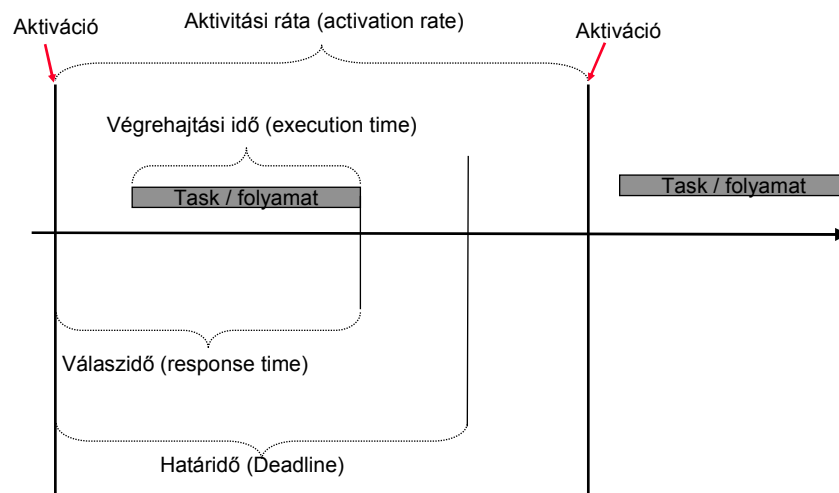 Aktiváció
Aktivitási ráta (activation rate)
Aktiváció
Végrehajtási idő (execution time)
Task / folyamat
Task / folyamat
Válaszidő (response time)
Határidő (Deadline)